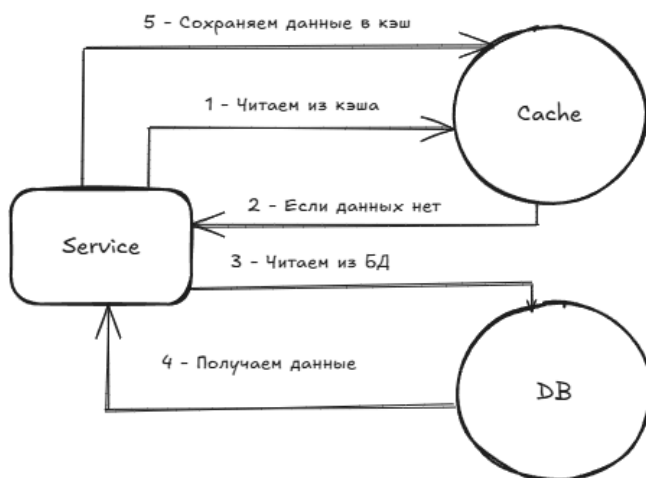 5 - Сохраняем данные в кэш
1 - Читаем из кэша
Cache
2 - Если данных нет
Service
3 - Читаем из БД
4 - Получаем данные
DB